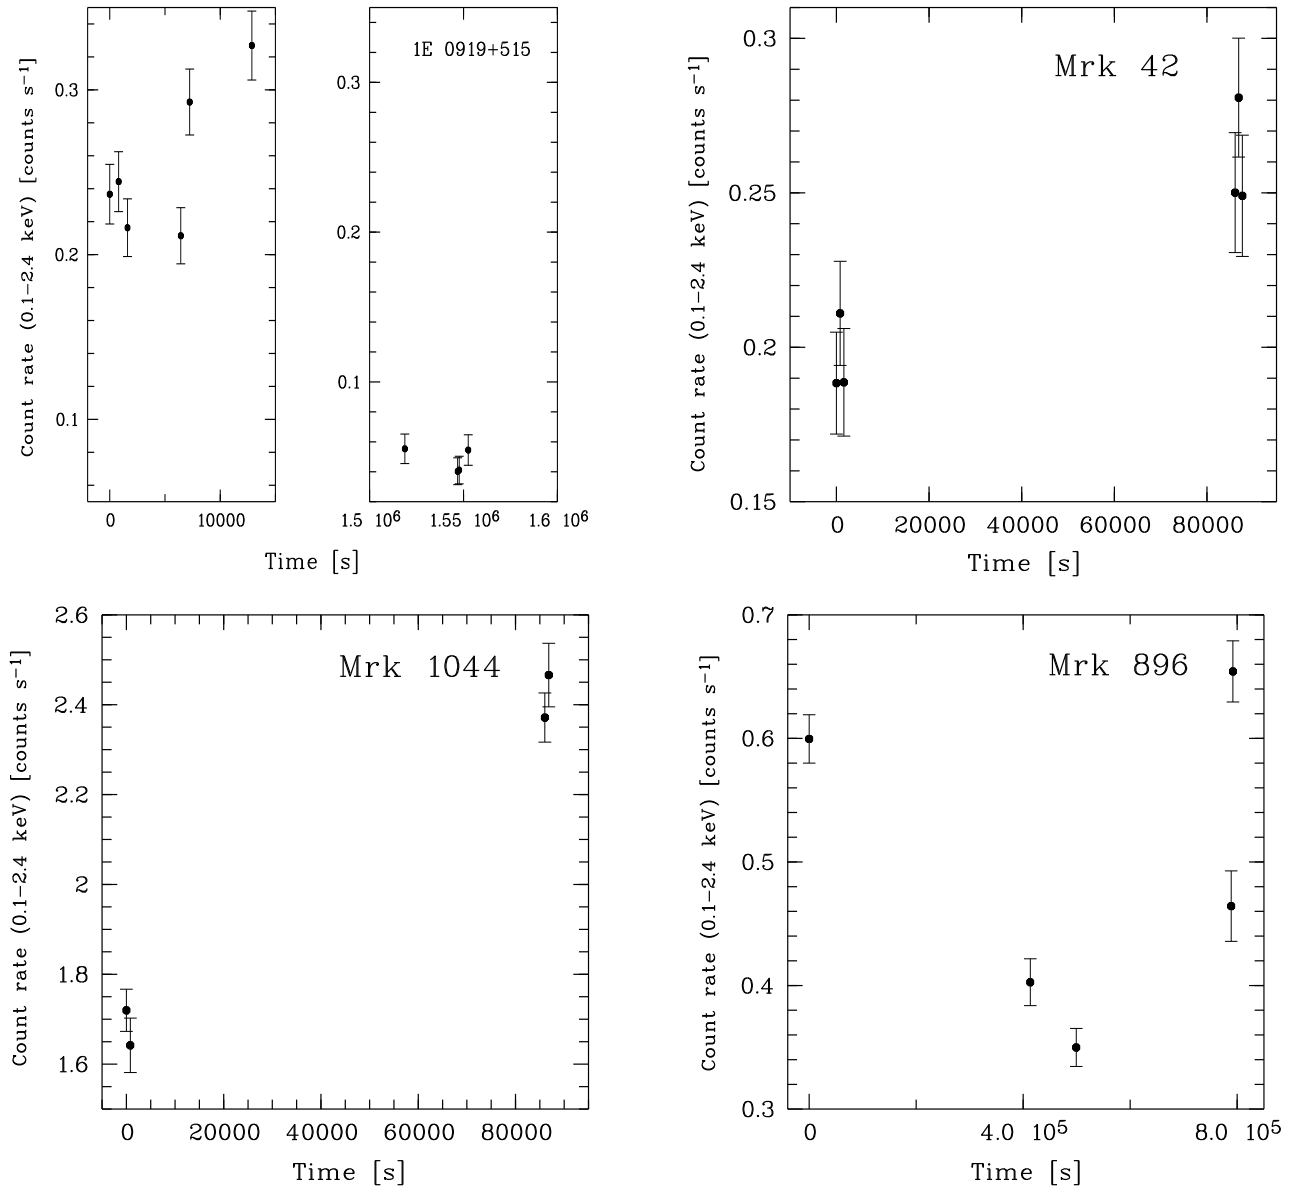 1E 0919+515
Count rate (0.1−2.4 keV) [counts s⁻¹]
0.3
0.2
0.1
0 10000
0.3
0.2
0.1
1.5 10⁶ 1.55 10⁶ 1.6 10⁶
Time [s]
Mrk 42
Count rate (0.1−2.4 keV) [counts s⁻¹]
0.3
0.25
0.2
0.15
0 20000 40000 60000 80000
Time [s]
Mrk 1044
Count rate (0.1−2.4 keV) [counts s⁻¹]
2.6
2.4
2.2
2
1.8
1.6
0 20000 40000 60000 80000
Time [s]
Mrk 896
Count rate (0.1−2.4 keV) [counts s⁻¹]
0.7
0.6
0.5
0.4
0.3
0 4.0 10⁵ 8.0 10⁵
Time [s]